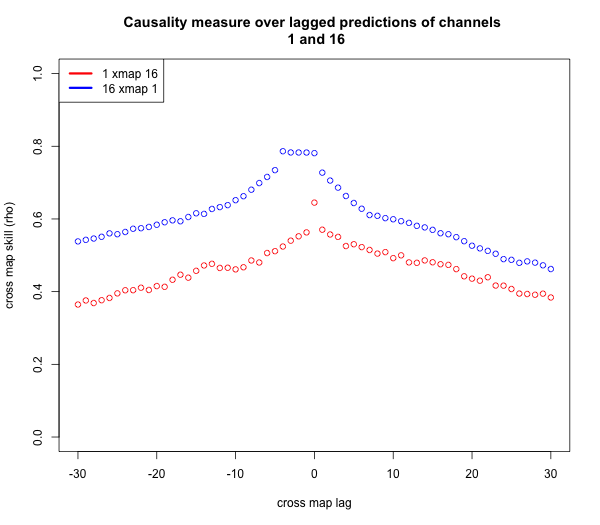 Causality measure over lagged predictions of channels
1 and 16
1 xmap 16
16 xmap 1
cross map skill (rho)
1.0
0.8
0.6
0.4
0.2
0.0
-30 -20 -10 0 10 20 30
cross map lag